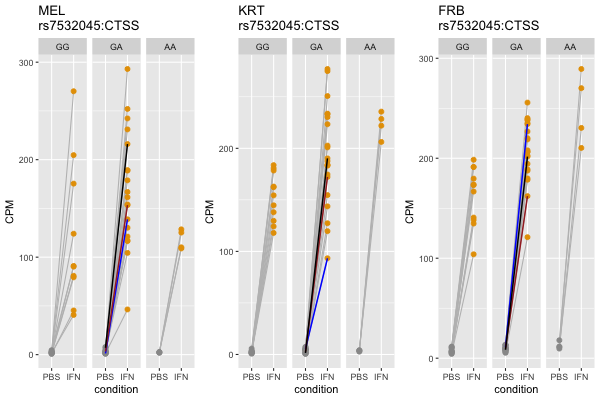 MEL
rs7532045:CTSS
GG GA AA
300
200
100
0
CPM
PBS IFN PBS IFN PBS IFN
condition
KRT
rs7532045:CTSS
GG GA AA
200
100
0
CPM
PBS IFN PBS IFN PBS IFN
condition
FRB
rs7532045:CTSS
GG GA AA
300
200
100
0
CPM
PBS IFN PBS IFN PBS IFN
condition